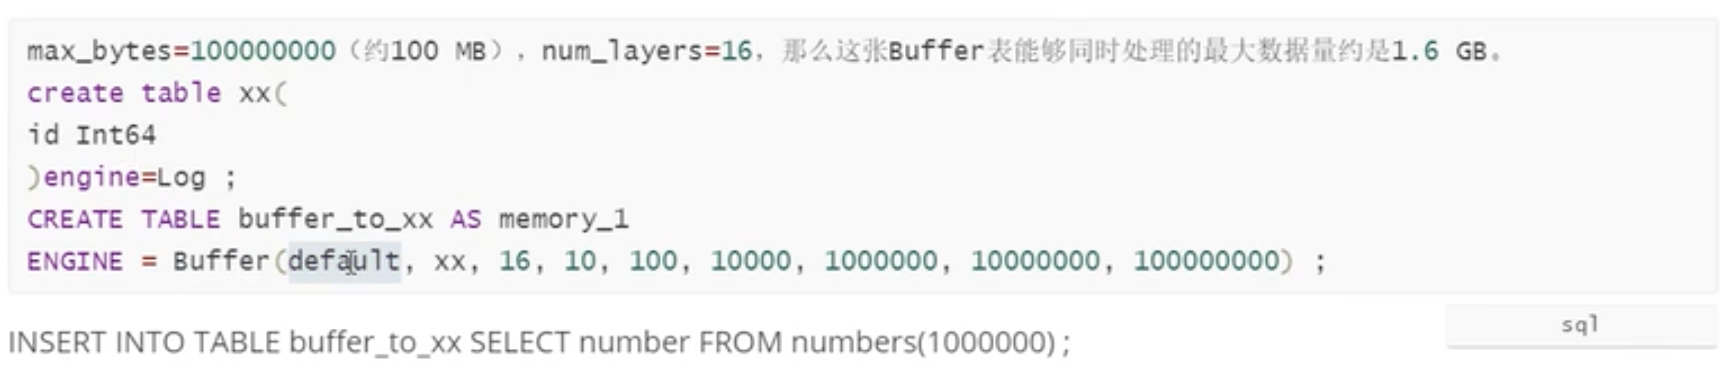 max_bytes=100000000（约100 MB），num_layers=16，那么这张Buffer表能够同时处理的最大数据量约是1.6 GB。
create table xx(
id Int64
)engine=Log ;
CREATE TABLE buffer_to_xx AS memory_1
ENGINE = Buffer(default, xx, 16, 10, 100, 10000, 1000000, 10000000, 100000000) ;
sql
INSERT INTO TABLE buffer_to_xx SELECT number FROM numbers(1000000) ;